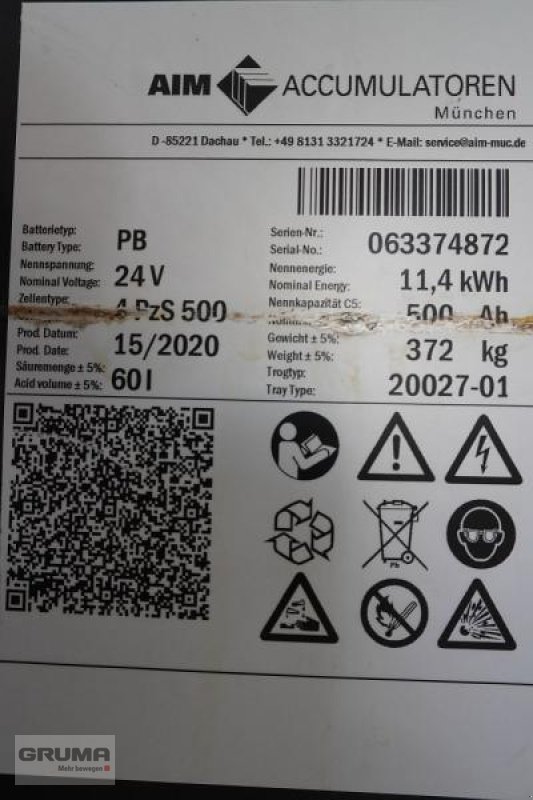 AIM ACCUMULATOREN
München
D -85221 Dachau * Tel.: +49 8131 3321724 * E-Mail: service@aim-muc.de
Batterietyp:
Battery Type: PB
Nennspannung:
Nominal Voltage: 24 V
Zellentype:
4 PzS 500
Prod. Datum:
Prod. Date: 15/2020
Säuremenge ± 5%:
Acid volume ± 5%: 60 l
Serien-Nr.:
Serial-No.: 063374872
Nennenergie:
Nominal Energy: 11,4 kWh
Nennkapazität C5:
500 Ah
Gewicht ± 5%:
Weight ± 5%: 372 kg
Trogtyp:
Tray Type: 20027-01
Pb
GRUMA
Mehr bewegen